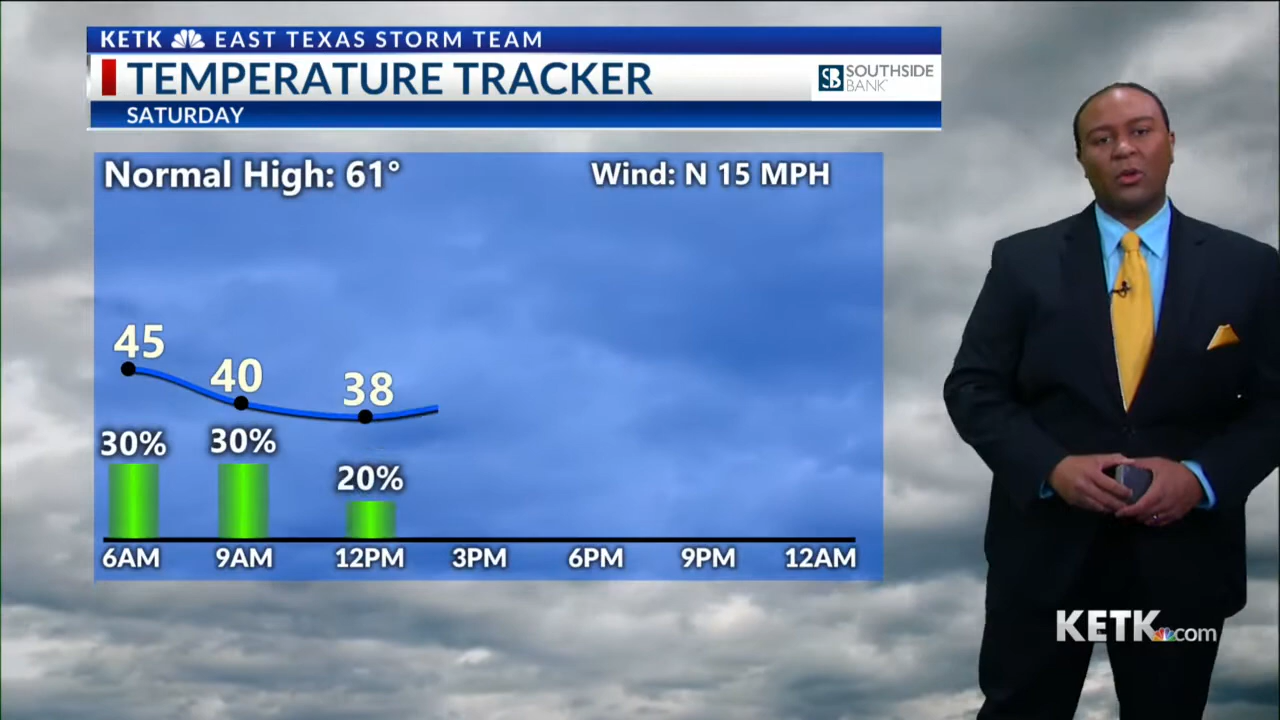 KETK EAST TEXAS STORM TEAM
TEMPERATURE TRACKER
SOUTHSIDE
BANK
SB
SATURDAY
Normal High: 61° Wind: N 15 MPH
45
40
38
30%
30%
20%
6AM 9AM 12PM 3PM 6PM 9PM 12AM
KETK.com